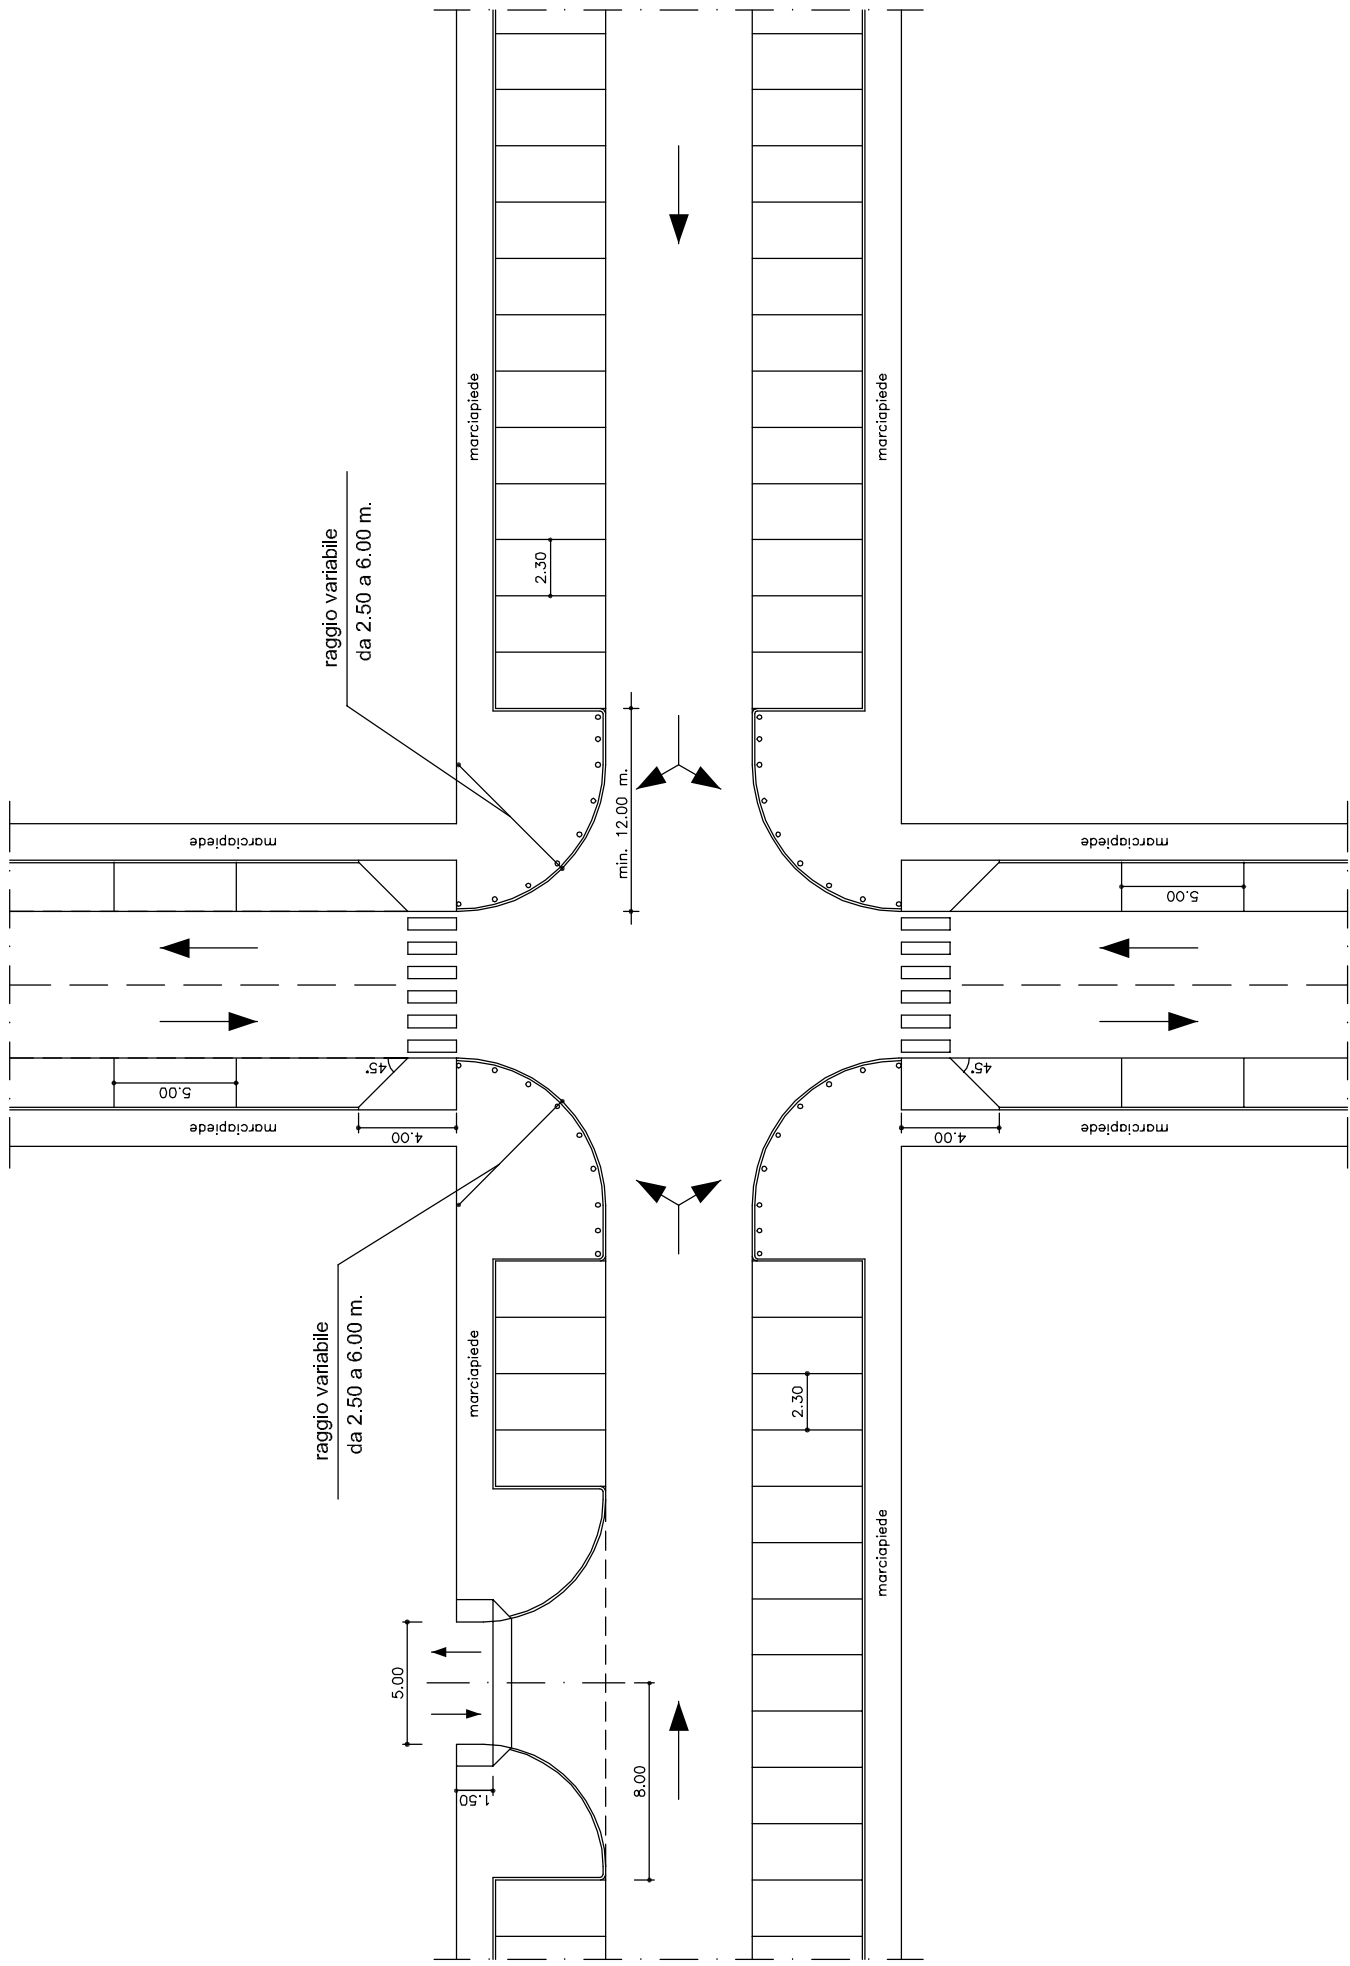 marciapiede
marciapiede
raggio variabile
da 2.50 a 6.00 m.
2.30
min. 12.00 m.
marciapiede
marciapiede
5.00
45°
45°
5.00
marciapiede
4.00
4.00
marciapiede
raggio variabile
da 2.50 a 6.00 m.
marciapiede
2.30
marciapiede
5.00
8.00
1.50